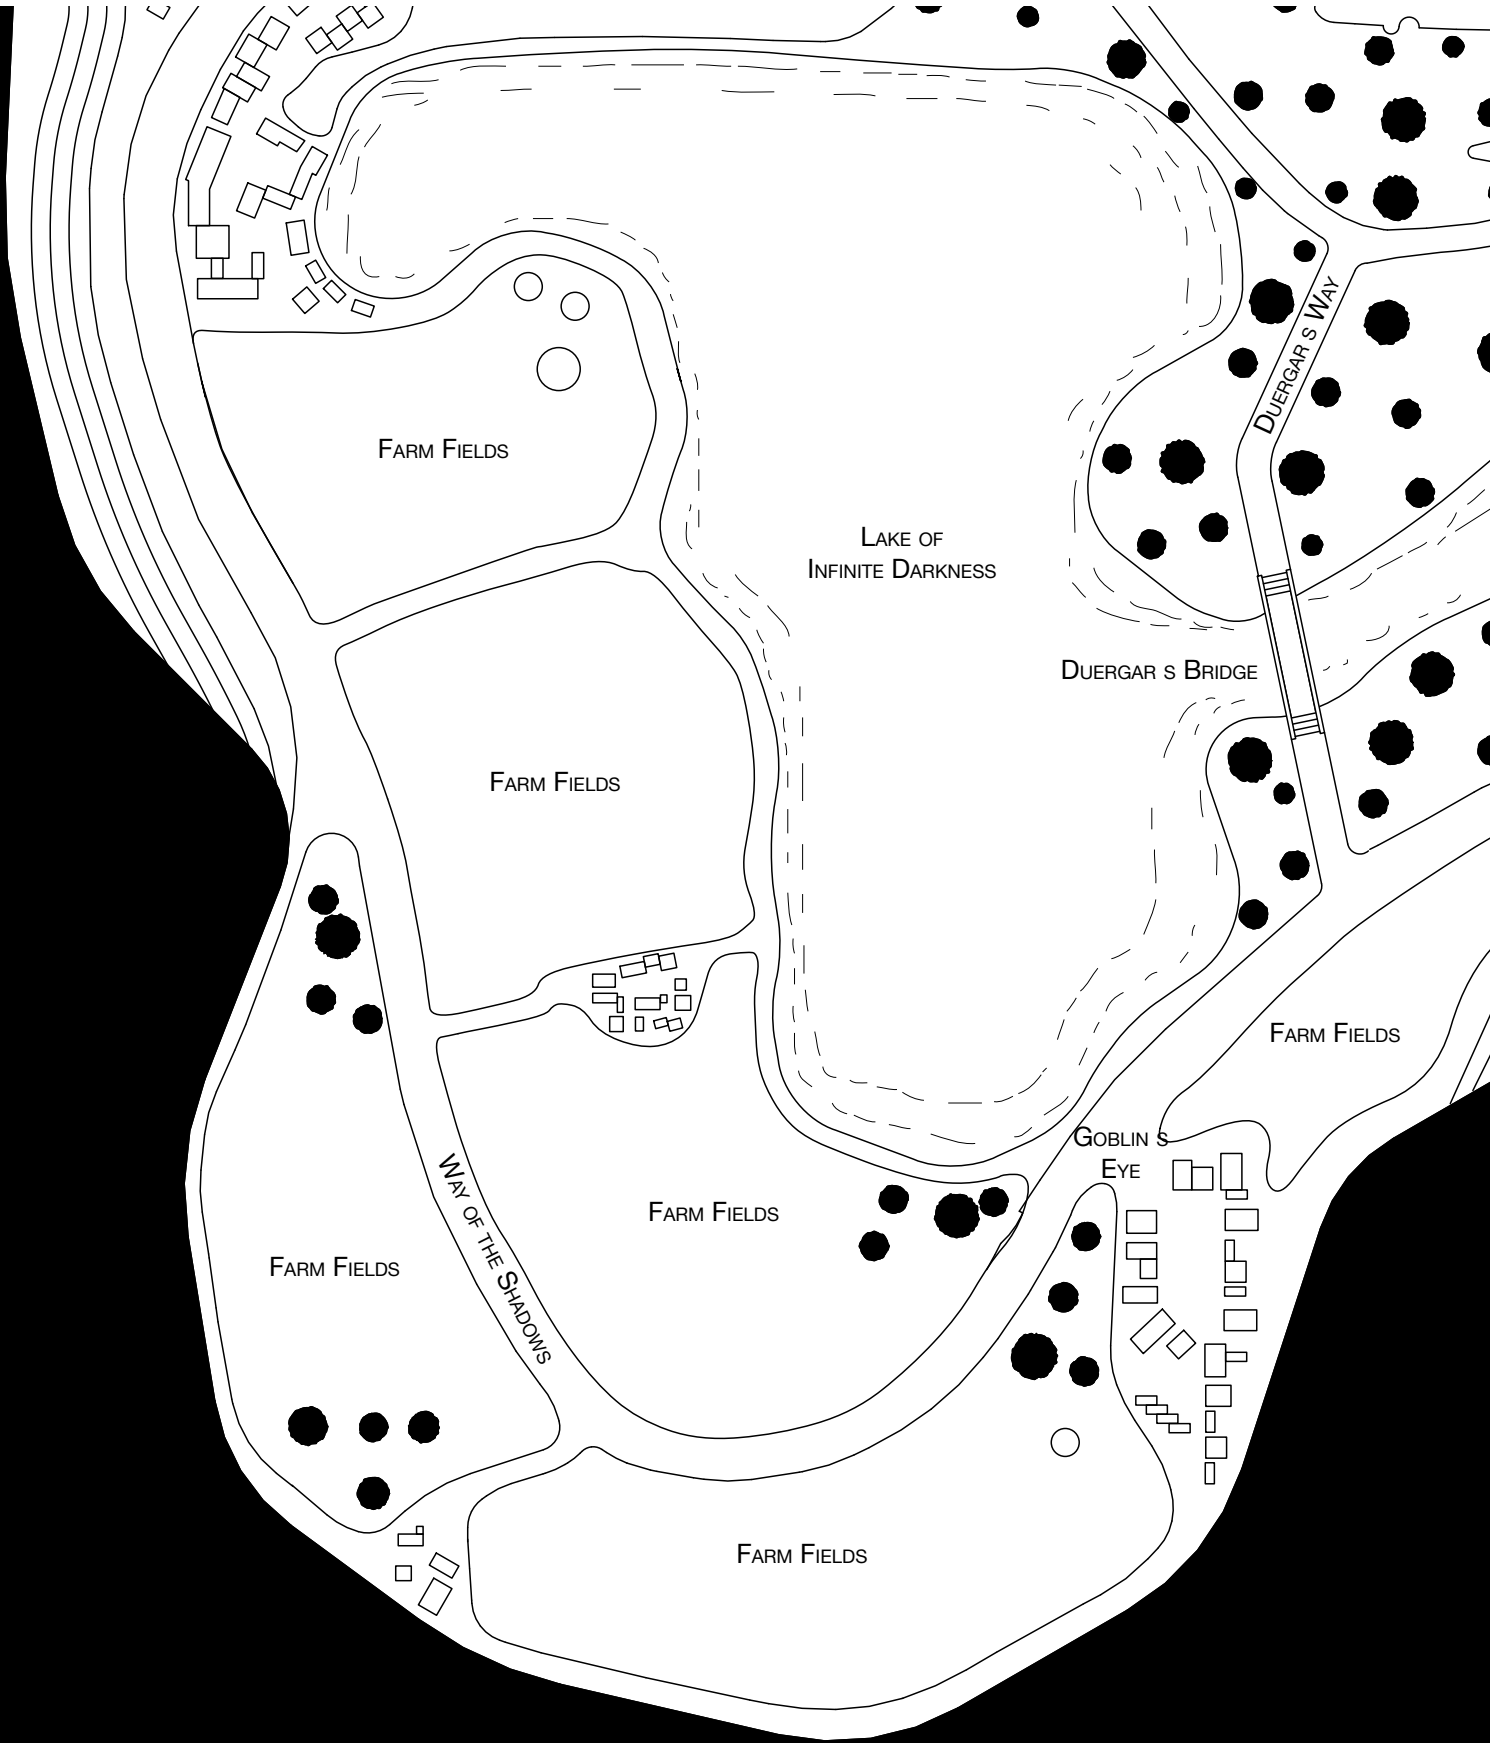 Duergar s Way
Farm Fields
Lake of
Infinite Darkness
Duergar s Bridge
Farm Fields
Farm Fields
Goblin s
Eye
Way of the Shadows
Farm Fields
Farm Fields
Farm Fields